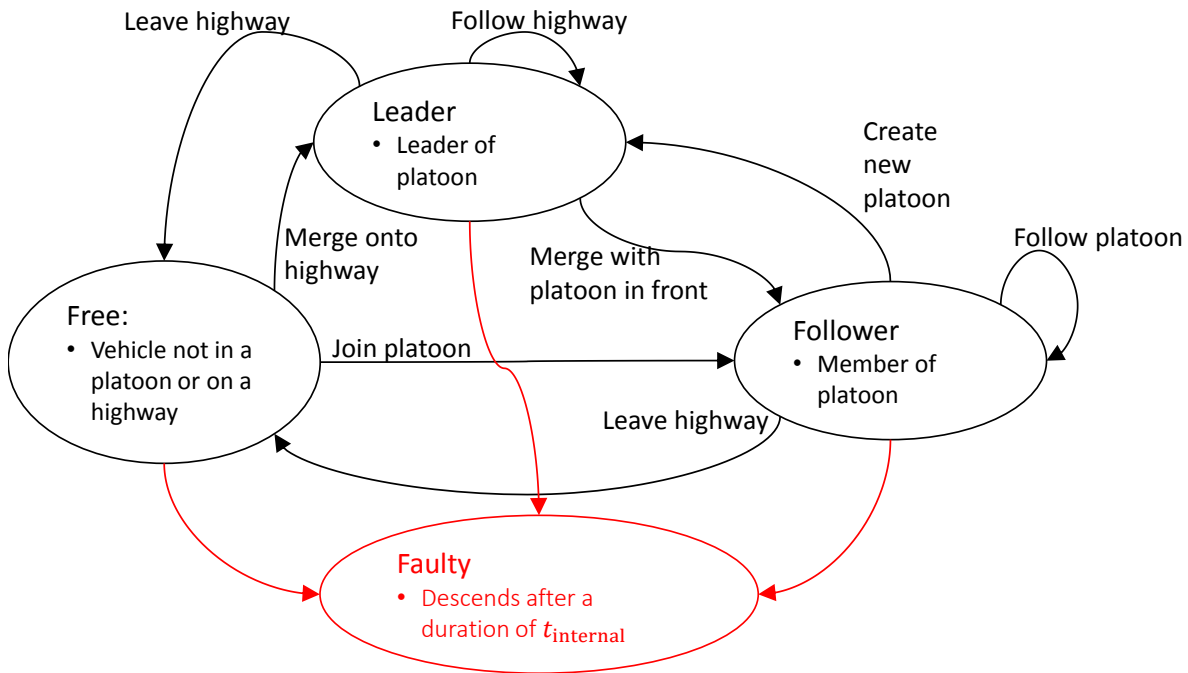 Leave highway
Follow highway
Leader
• Leader of
platoon
Create
new
platoon
Merge onto
highway
Merge with
platoon in front
Follow platoon
Free:
• Vehicle not in a
platoon or on a
highway
Join platoon
Follower
• Member of
platoon
Leave highway
Faulty
• Descends after a
duration of t_internal